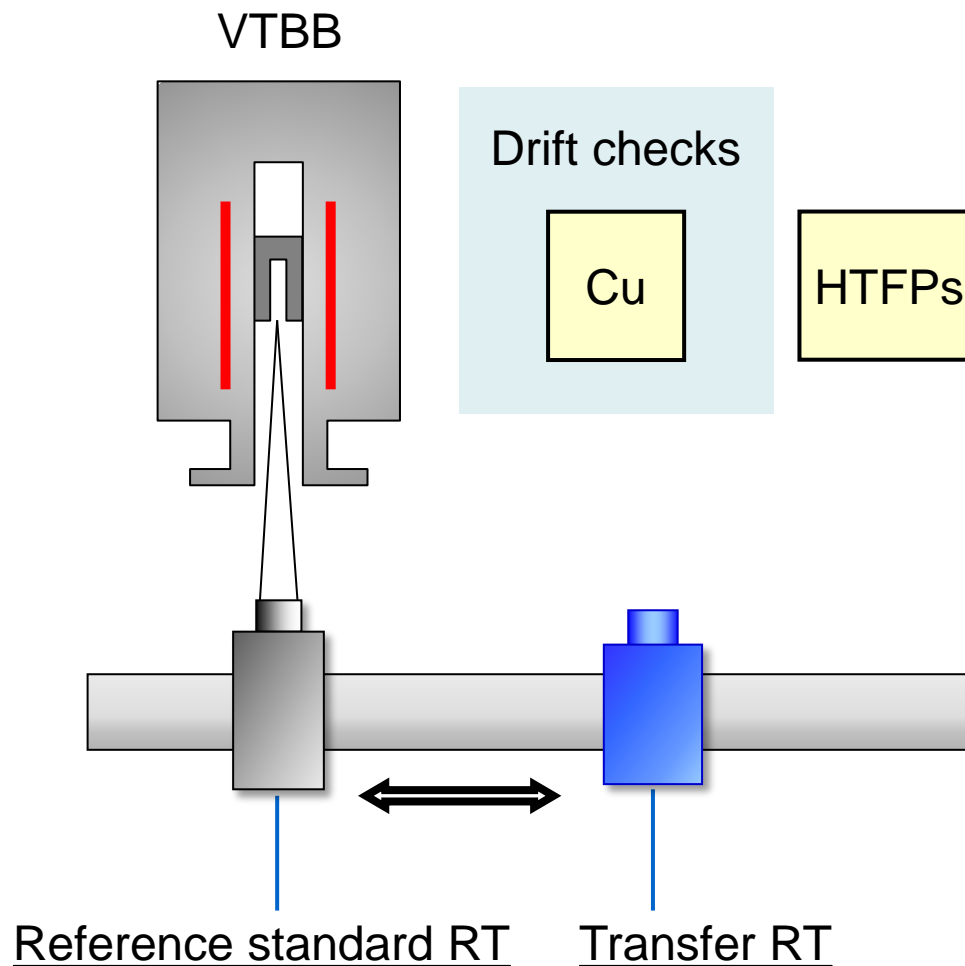 VTBB
Drift checks
Cu
HTFPs
Reference standard RT
Transfer RT